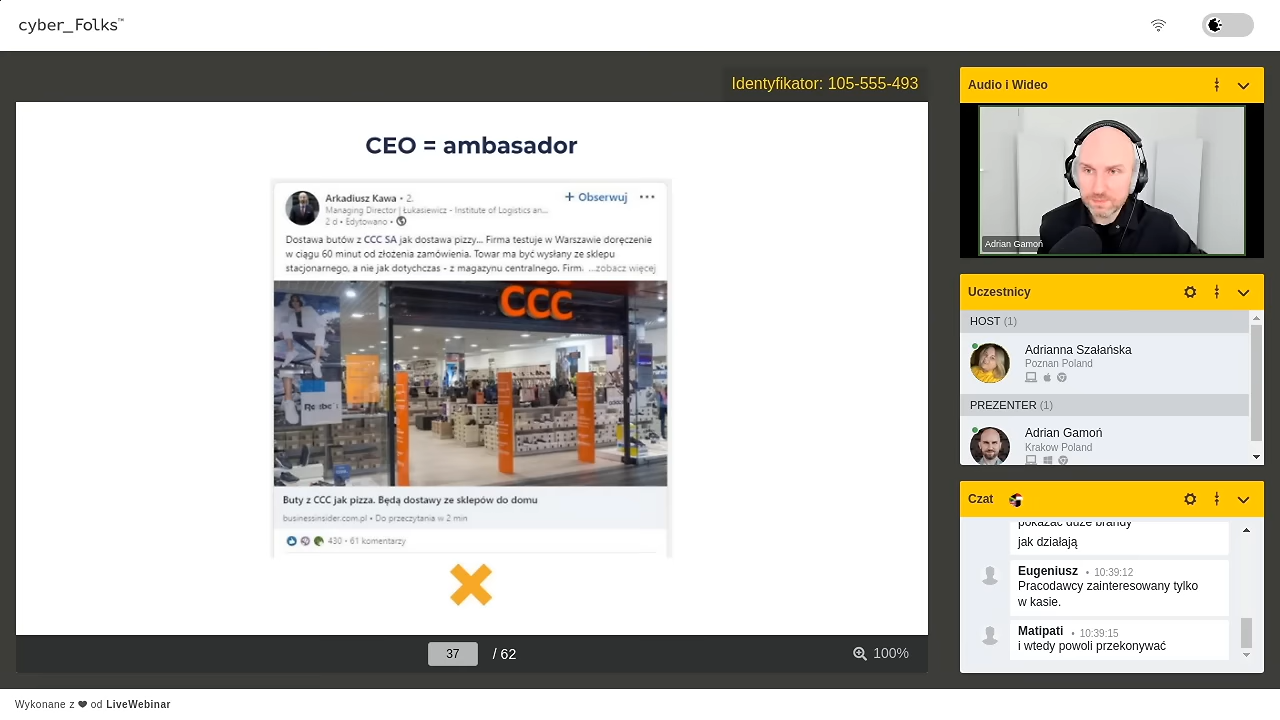 cyber_Folks™
Identyfikator: 105-555-493
CEO = ambasador
Arkadiusz Kawa • 2.
+ Obserwuj
Managing Director | Łukasiewicz - Institute of Logistics an...
2 d • Edytowano •
Dostawa butów z CCC SA jak dostawa pizzy... Firma testuje w Warszawie doręczenie
w ciągu 60 minut od złożenia zamówienia. Towar ma być wysłany ze sklepu
stacjonarnego, a nie jak dotychczas - z magazynu centralnego. Firm. ...zobacz więcej
CCC
Reebok
Buty z CCC jak pizza. Będą dostawy ze sklepów do domu
businessinsider.com.pl • Do przeczytania w 2 min
430 • 61 komentarzy
37 / 62
100%
Audio i Wideo
Adrian Gamoń
Uczestnicy
HOST (1)
Adrianna Szałańska
Poznan Poland
PREZENTER (1)
Adrian Gamoń
Krakow Poland
Czat
pokazać duże brandy
jak działają
Eugeniusz • 10:39:12
Pracodawcy zainteresowany tylko
w kasie.
Matipati • 10:39:15
i wtedy powoli przekonywać
Wykonane z ❤ od LiveWebinar